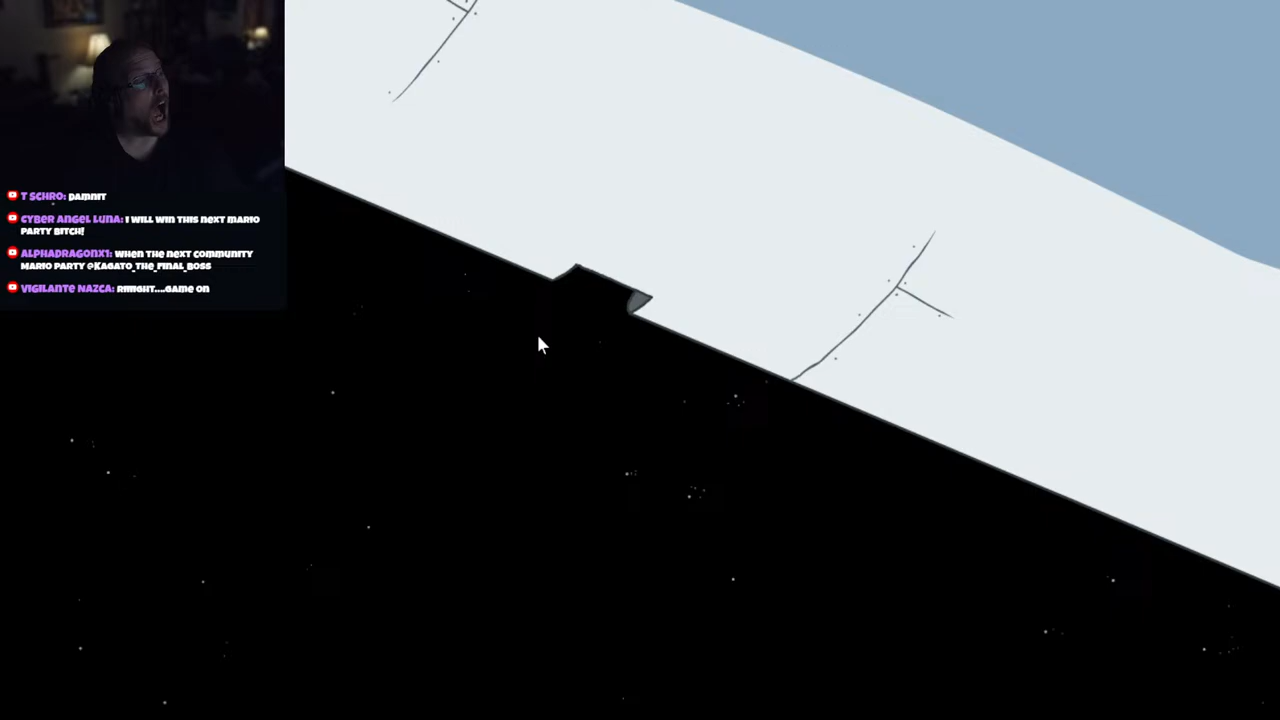 T SCHRO: DAMNIT
CYBER ANGEL LUNA: I WILL WIN THIS NEXT MARIO
PARTY BITCH!
ALPHADRAGONX1: WHEN THE NEXT COMMUNITY
MARIO PARTY @KAGATO_THE_FINAL_BOSS
VIGILANTE NAZCA: RIIIIGHT....GAME ON